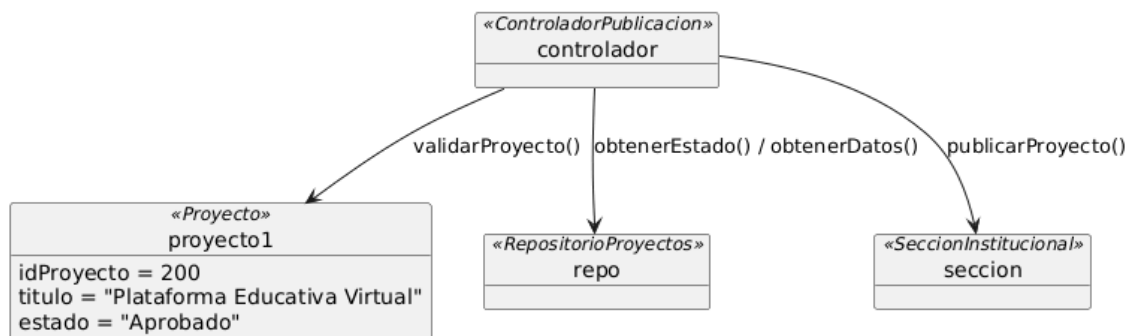 «ControladorPublicacion»
controlador
validarProyecto()
obtenerEstado() / obtenerDatos()
publicarProyecto()
«Proyecto»
proyecto1
idProyecto = 200
titulo = "Plataforma Educativa Virtual"
estado = "Aprobado"
«RepositorioProyectos»
repo
«SeccionInstitucional»
seccion